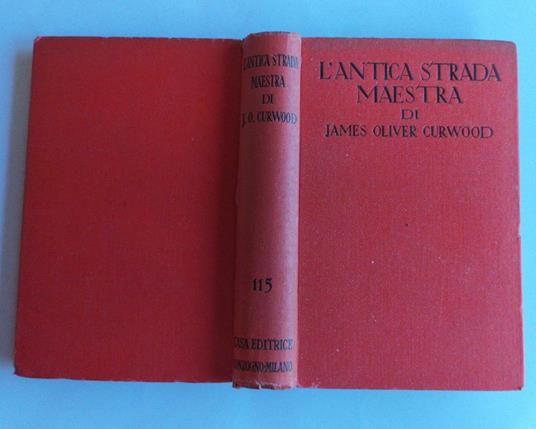 L'ANTICA STRADA
MAESTRA
DI
J. O. CURWOOD
115
CASA EDITRICE
SONZOGNO-MILANO
L'ANTICA STRADA
MAESTRA
DI
JAMES OLIVER CURWOOD